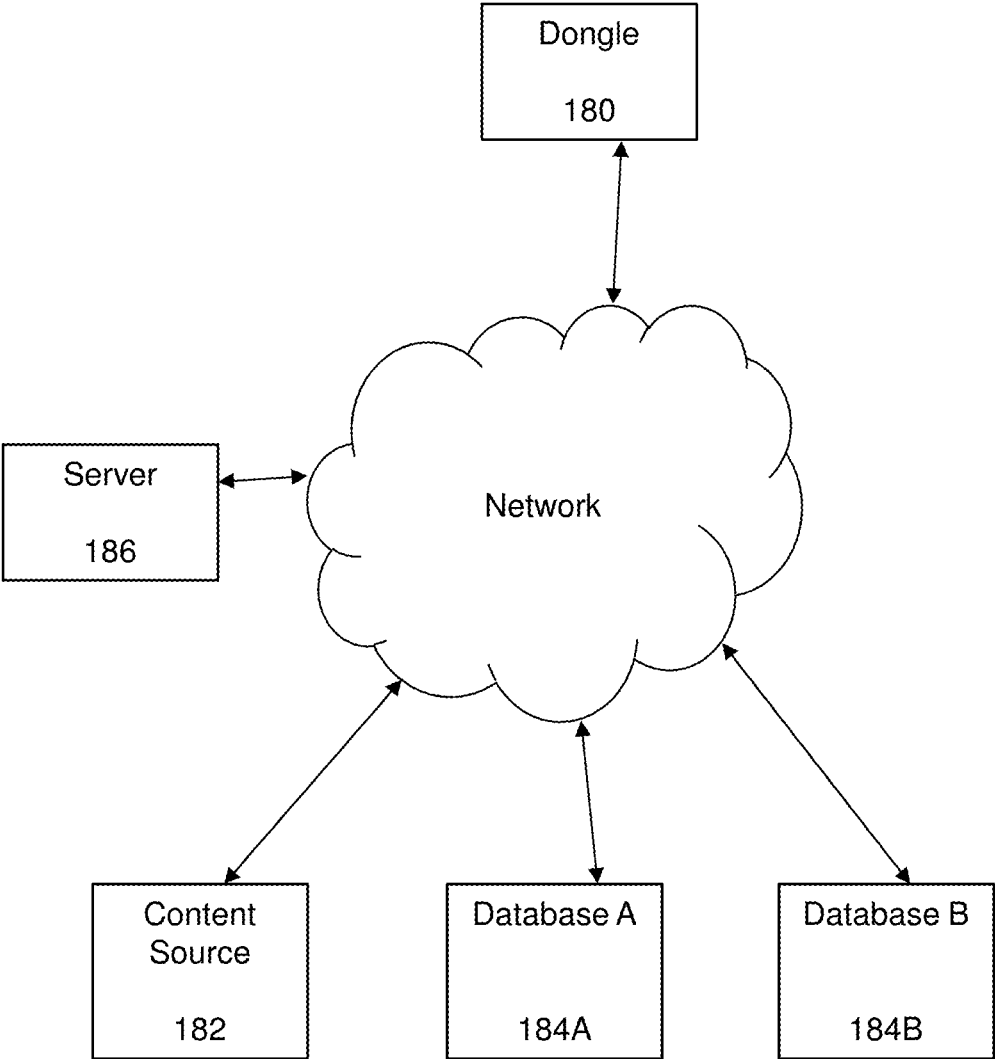 Dongle
180
Server
186
Network
Content
Source
182
Database A
184A
Database B
184B